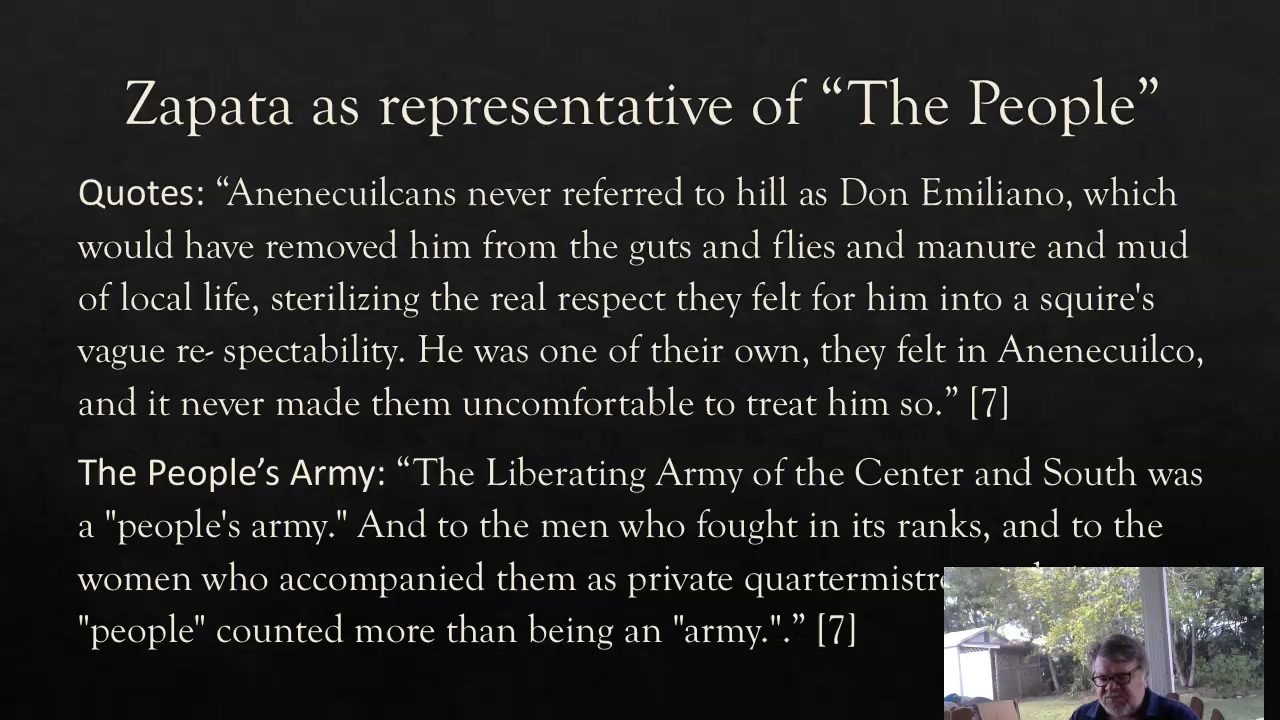 Zapata as representative of “The People”
Quotes: “Anenecuilcans never referred to hill as Don Emiliano, which
would have removed him from the guts and flies and manure and mud
of local life, sterilizing the real respect they felt for him into a squire's
vague re- spectability. He was one of their own, they felt in Anenecuilco,
and it never made them uncomfortable to treat him so.” [7]
The People’s Army: “The Liberating Army of the Center and South was
a "people's army." And to the men who fought in its ranks, and to the
women who accompanied them as private
"people" counted more than being an "army.".” [7]